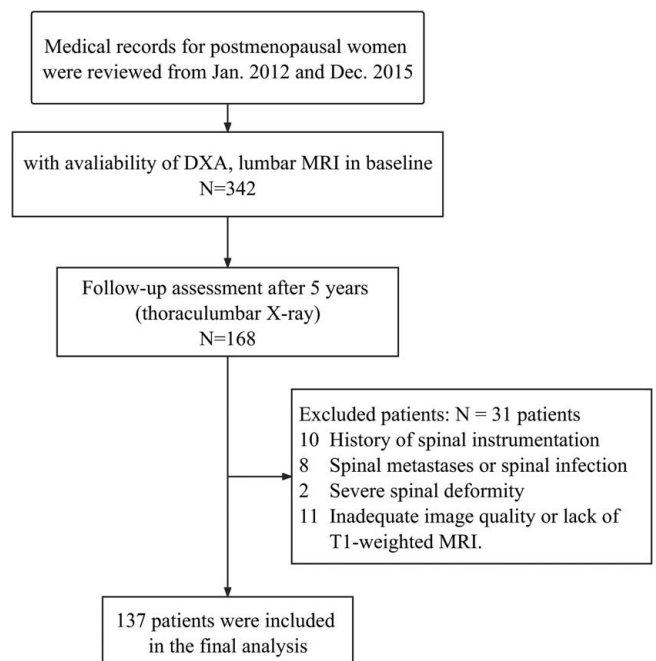 Medical records for postmenopausal women
were reviewed from Jan. 2012 and Dec. 2015
with avaliability of DXA, lumbar MRI in baseline
N=342
Follow-up assessment after 5 years
(thoraculumbar X-ray)
N=168
Excluded patients: N = 31 patients
10 History of spinal instrumentation
8 Spinal metastases or spinal infection
2 Severe spinal deformity
11 Inadequate image quality or lack of
T1-weighted MRI.
137 patients were included
in the final analysis